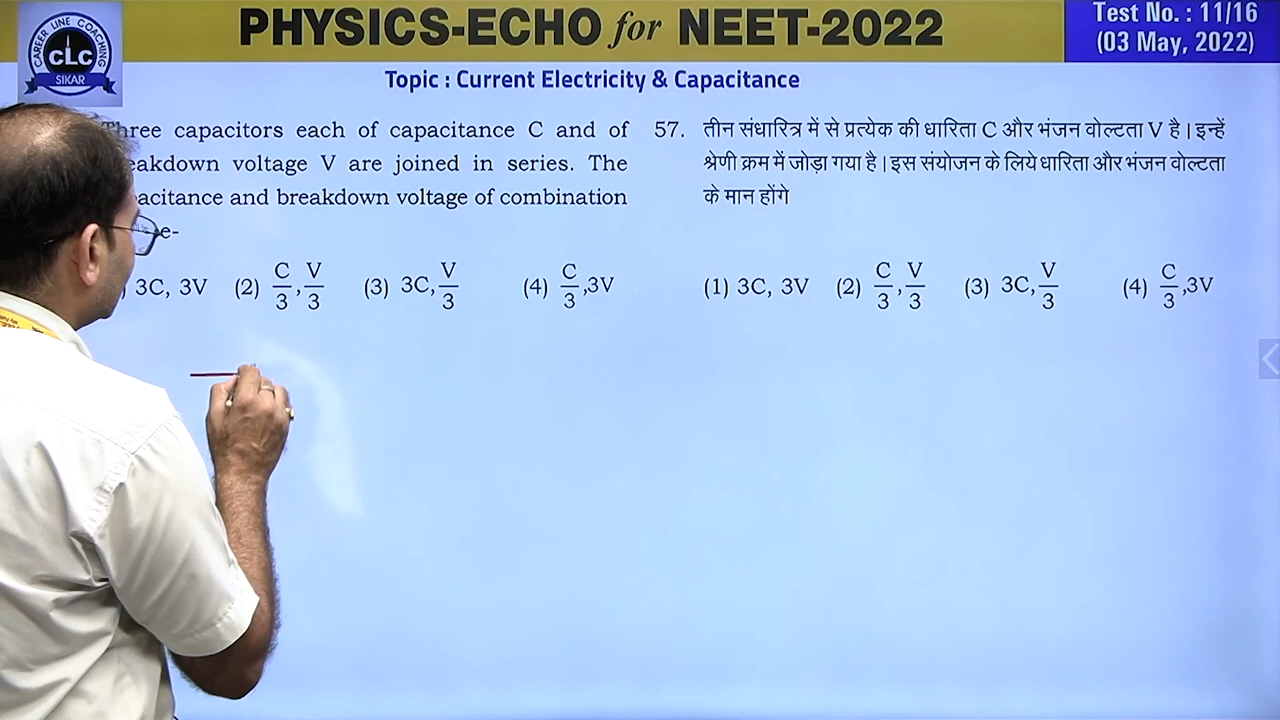 CAREER LINE COACHING
CLC
SIKAR
PHYSICS-ECHO for NEET-2022
Test No. : 11/16
(03 May, 2022)
Topic : Current Electricity & Capacitance
Three capacitors each of capacitance C and of
eakdown voltage V are joined in series. The
acitance and breakdown voltage of combination
e-
) 3C, 3V (2) C/3, V/3 (3) 3C, V/3 (4) C/3, 3V
57. तीन संधारित्र में से प्रत्येक की धारिता C और भंजन वोल्टता V है। इन्हें
श्रेणी क्रम में जोड़ा गया है। इस संयोजन के लिये धारिता और भंजन वोल्टता
के मान होंगे
(1) 3C, 3V (2) C/3, V/3 (3) 3C, V/3 (4) C/3, 3V